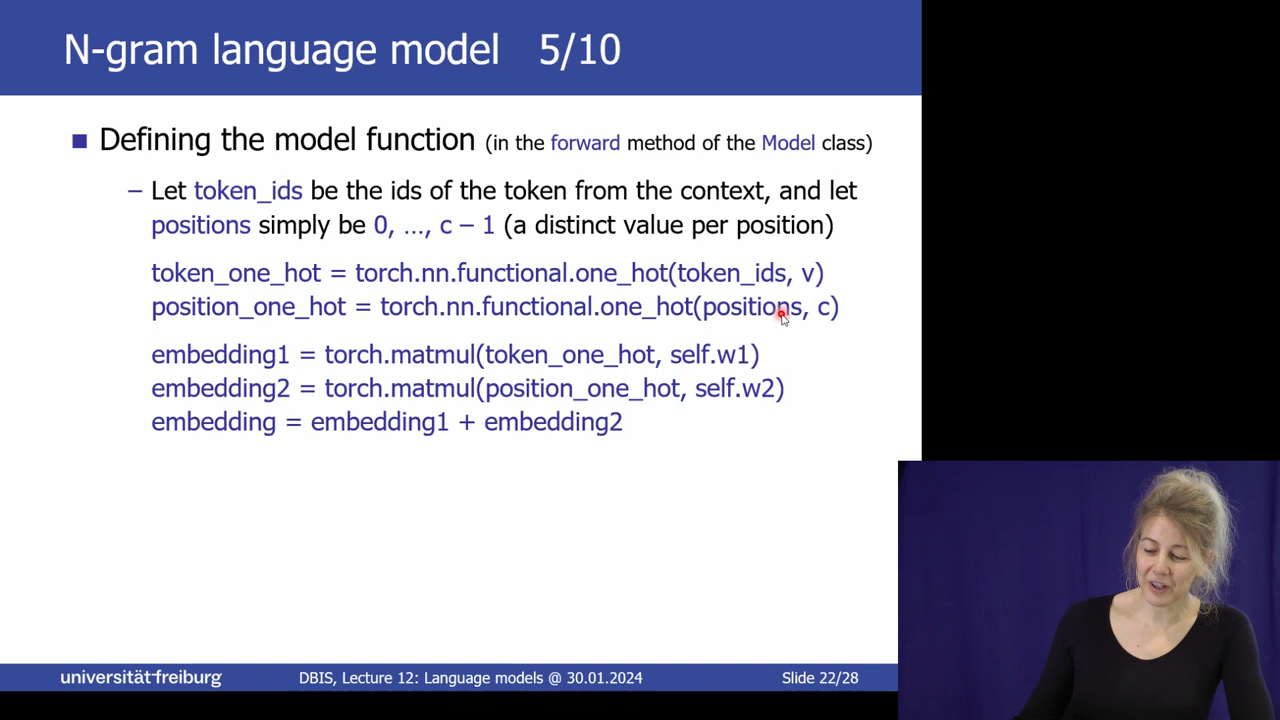 N-gram language model 5/10
■ Defining the model function (in the forward method of the Model class)
– Let token_ids be the ids of the token from the context, and let
positions simply be 0, …, c – 1 (a distinct value per position)
token_one_hot = torch.nn.functional.one_hot(token_ids, v)
position_one_hot = torch.nn.functional.one_hot(positions, c)
embedding1 = torch.matmul(token_one_hot, self.w1)
embedding2 = torch.matmul(position_one_hot, self.w2)
embedding = embedding1 + embedding2
universität freiburg
DBIS, Lecture 12: Language models @ 30.01.2024
Slide 22/28